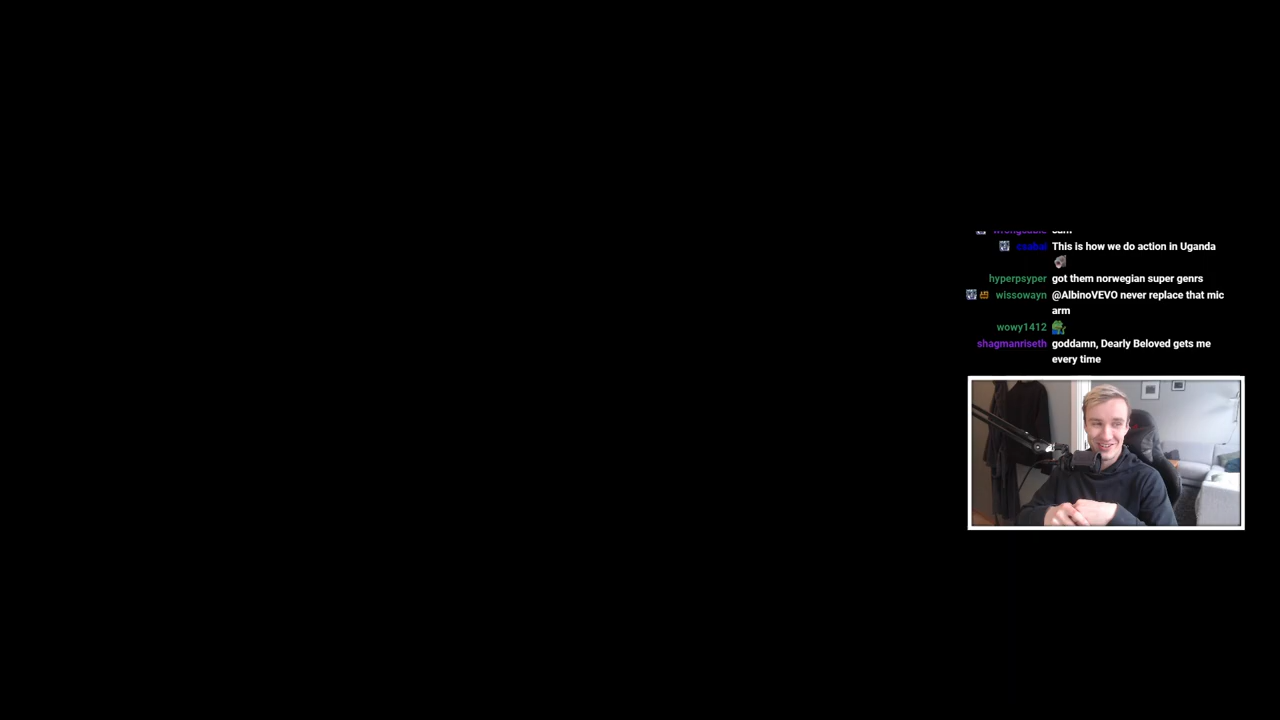 This is how we do action in Uganda
hyperpsyper got them norwegian super genrs
wissowayn @AlbinoVEVO never replace that mic
arm
wowy1412
shagmanriseth goddamn, Dearly Beloved gets me
every time